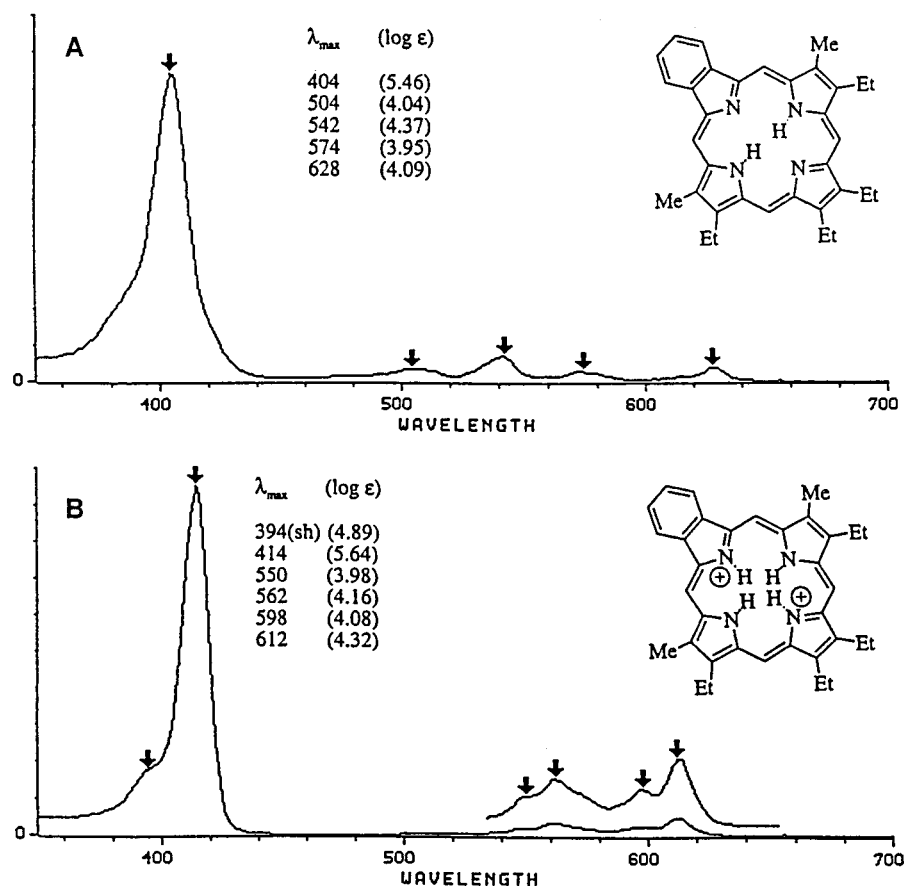 A
λmax (log ε)
404 (5.46)
504 (4.04)
542 (4.37)
574 (3.95)
628 (4.09)
Me
Et
N
N
H
H
N
N
Me
Et
Et
Et
0
400 500 600 700
WAVELENGTH
B
λmax (log ε)
394(sh) (4.89)
414 (5.64)
550 (3.98)
562 (4.16)
598 (4.08)
612 (4.32)
Me
Et
N N
⊕ H H
H H ⊕
N N
Me
Et
Et
Et
0
400 500 600 700
WAVELENGTH